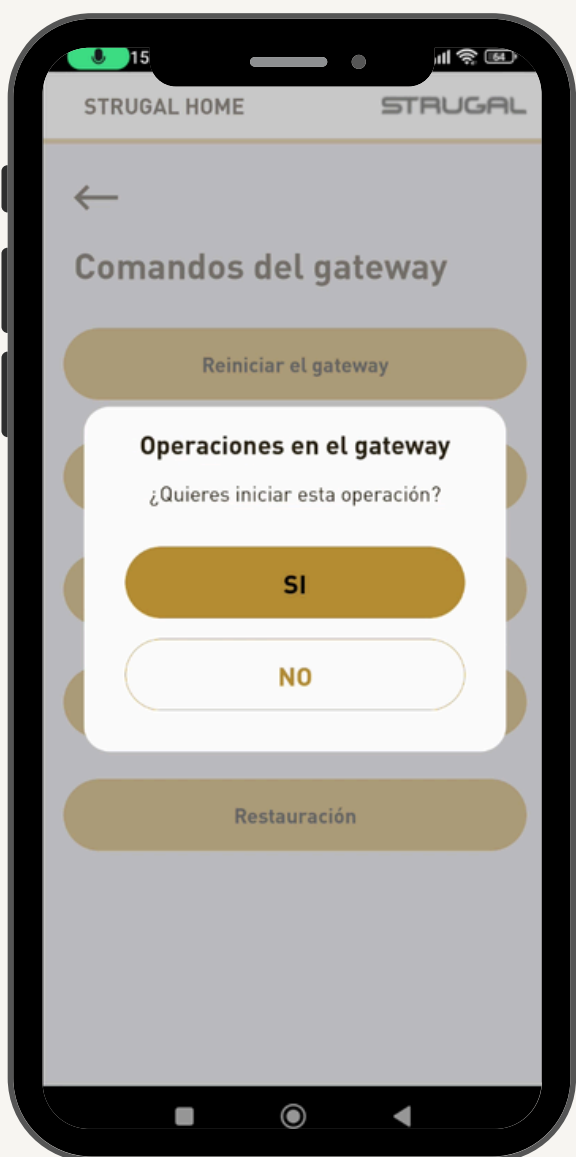 15
64
STRUGAL HOME
STRUGAL
Comandos del gateway
Reiniciar el gateway
Operaciones en el gateway
¿Quieres iniciar esta operación?
SI
NO
Restauración